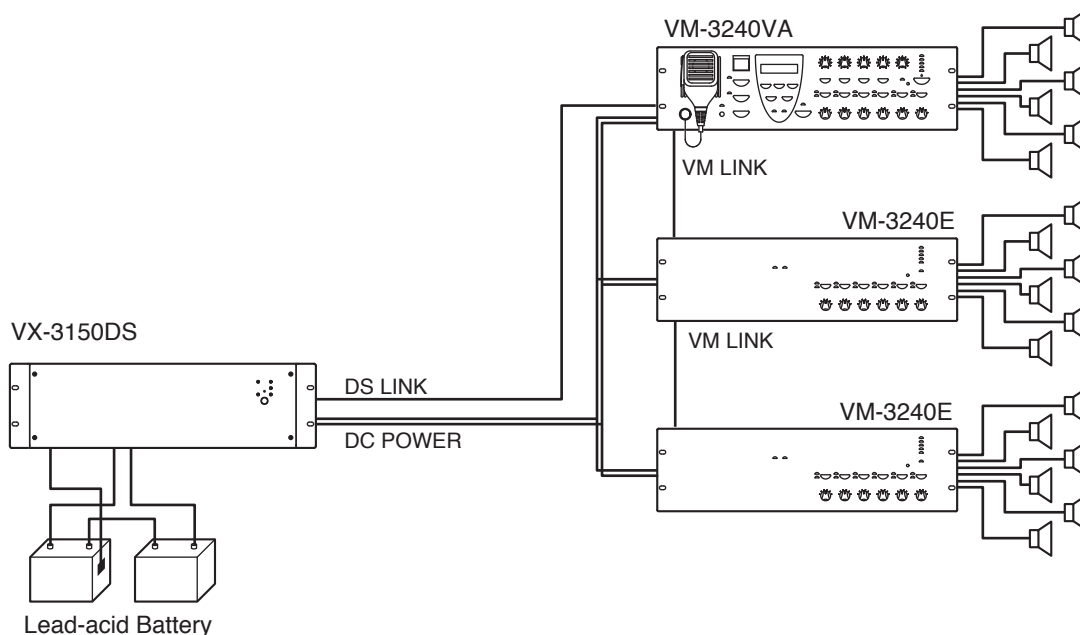 VM-3240VA
VM LINK
VM-3240E
VX-3150DS
VM LINK
DS LINK
VM-3240E
DC POWER
Lead-acid Battery